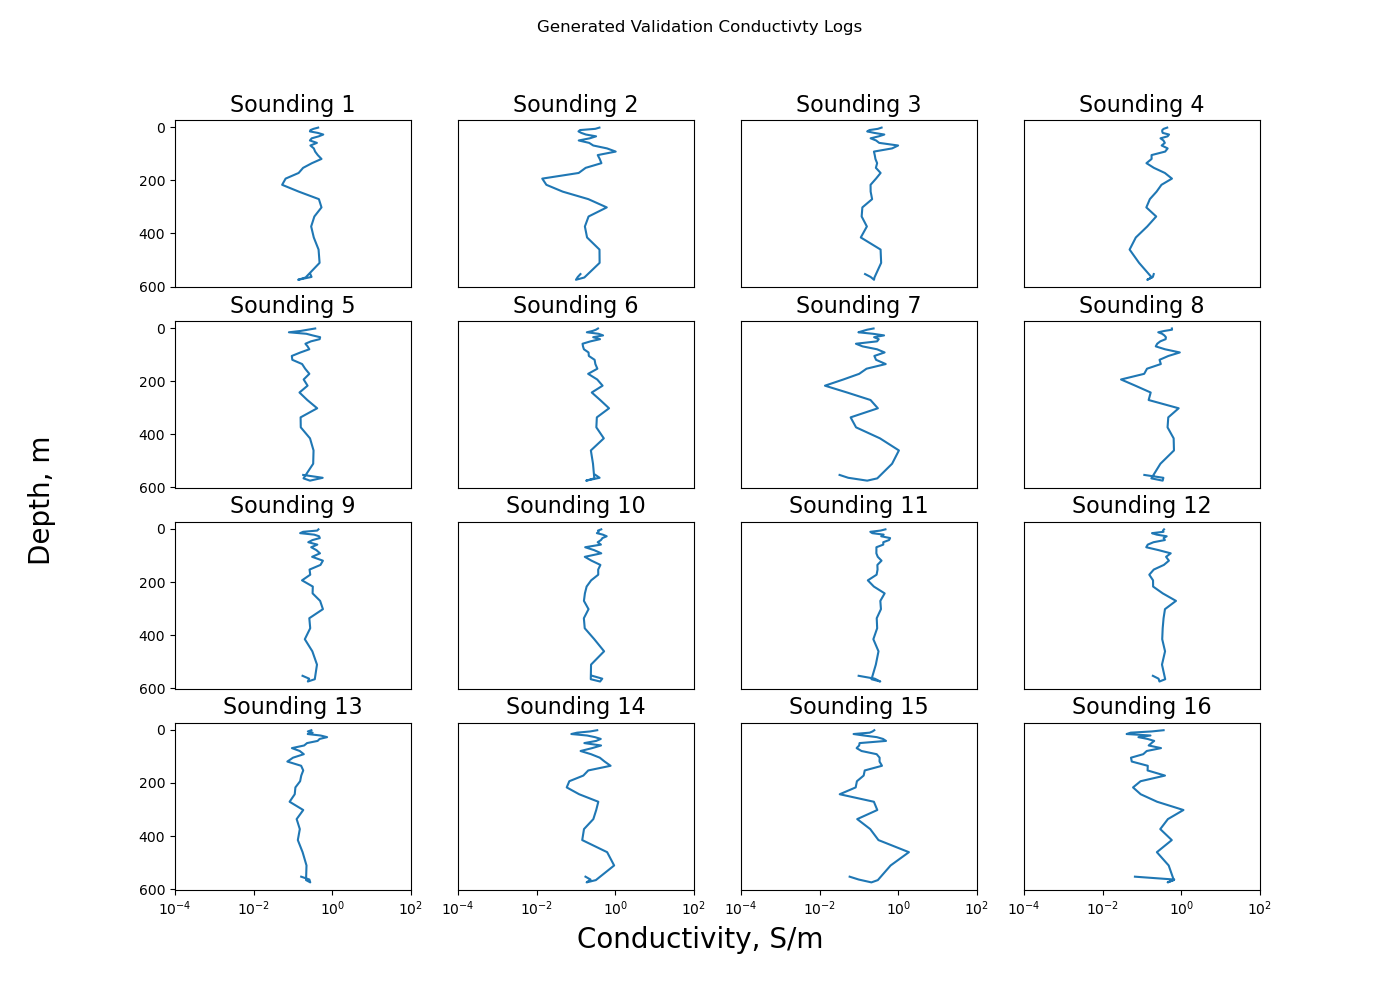 Generated Validation Conductivty Logs
Sounding 1 Sounding 2 Sounding 3 Sounding 4
0
200
400
600
Sounding 5 Sounding 6 Sounding 7 Sounding 8
0
200
400
600
Depth, m
Sounding 9 Sounding 10 Sounding 11 Sounding 12
0
200
400
600
Sounding 13 Sounding 14 Sounding 15 Sounding 16
0
200
400
600
10⁻⁴ 10⁻² 10⁰ 10² 10⁻⁴ 10⁻² 10⁰ 10² 10⁻⁴ 10⁻² 10⁰ 10² 10⁻⁴ 10⁻² 10⁰ 10²
Conductivity, S/m